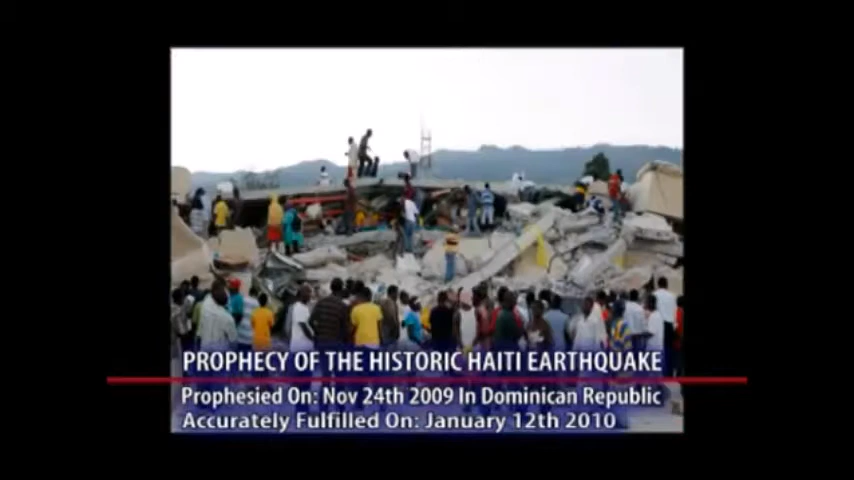 PROPHECY OF THE HISTORIC HAITI EARTHQUAKE
Prophesied On: Nov 24th 2009 In Dominican Republic
Accurately Fulfilled On: January 12th 2010